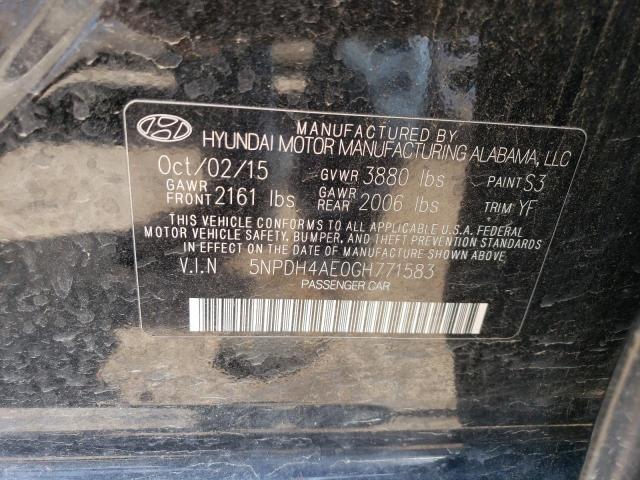 MANUFACTURED BY
HYUNDAI MOTOR MANUFACTURING ALABAMA, LLC
Oct/02/15 GVWR 3880 lbs PAINT S3
GAWR FRONT 2161 lbs GAWR REAR 2006 lbs TRIM YF
THIS VEHICLE CONFORMS TO ALL APPLICABLE U.S.A. FEDERAL
MOTOR VEHICLE SAFETY, BUMPER, AND THEFT PREVENTION STANDARDS
IN EFFECT ON THE DATE OF MANUFACTURE SHOWN ABOVE.
V.I.N 5NPDH4AE0GH771583
PASSENGER CAR